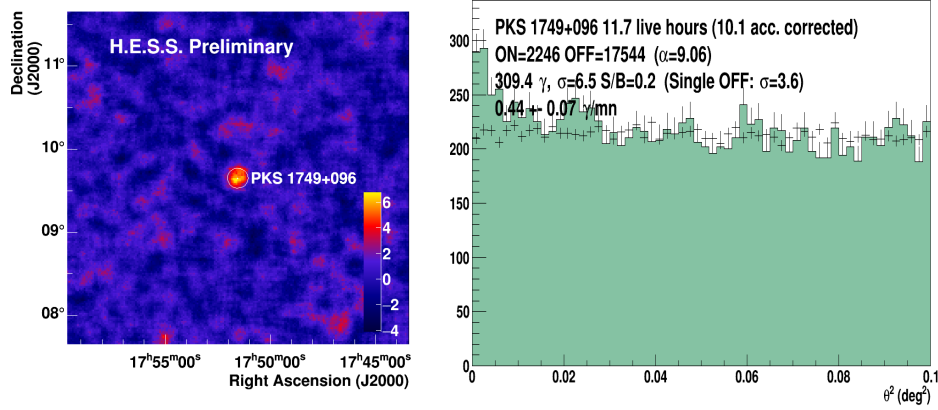 Declination
(J2000)
11°
10°
09°
08°
H.E.S.S. Preliminary
PKS 1749+096
6
4
2
0
−2
−4
17ʰ55ᵐ00ˢ
17ʰ50ᵐ00ˢ
17ʰ45ᵐ00ˢ
Right Ascension (J2000)
PKS 1749+096 11.7 live hours (10.1 acc. corrected)
ON=2246 OFF=17544 (α=9.06)
309.4 γ, σ=6.5 S/B=0.2 (Single OFF: σ=3.6)
0.44 +- 0.07 γ/mn
300
250
200
150
100
50
0
0
0.02
0.04
0.06
0.08
0.1
θ² (deg²)